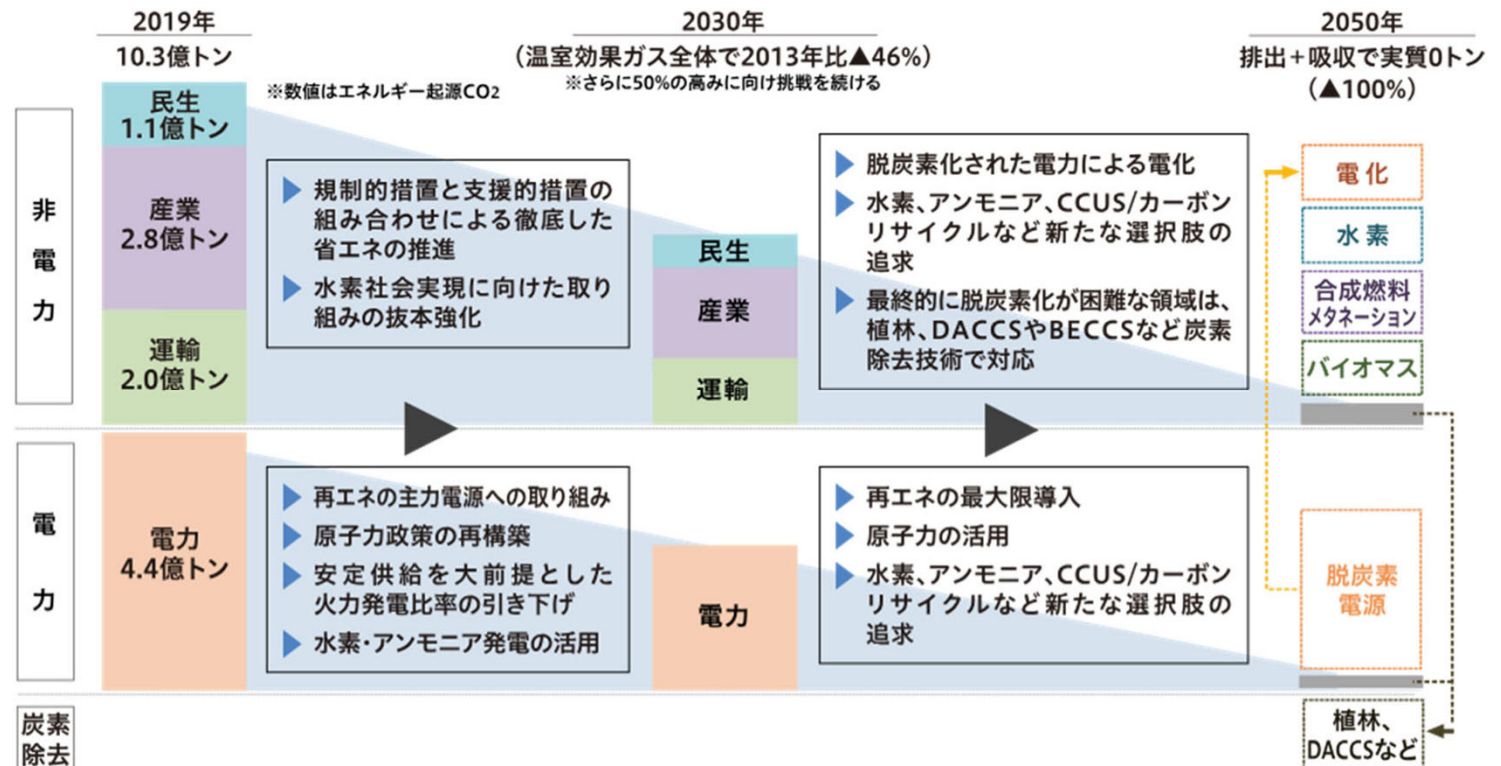 2019年
10.3億トン
2030年
(温室効果ガス全体で2013年比▲46%)
※さらに50%の高みに向け挑戦を続ける
2050年
排出+吸収で実質0トン
(▲100%)
※数値はエネルギー起源CO2
非電力
民生
1.1億トン
産業
2.8億トン
運輸
2.0億トン
▶ 規制的措置と支援的措置の
組み合わせによる徹底した
省エネの推進
▶ 水素社会実現に向けた取り
組みの抜本強化
民生
産業
運輸
▶ 脱炭素化された電力による電化
▶ 水素、アンモニア、CCUS/カーボン
リサイクルなど新たな選択肢の
追求
▶ 最終的に脱炭素化が困難な領域は、
植林、DACCSやBECCSなど炭素
除去技術で対応
電化
水素
合成燃料
メタネーション
バイオマス
電力
電力
4.4億トン
▶ 再エネの主力電源への取り組み
▶ 原子力政策の再構築
▶ 安定供給を大前提とした
火力発電比率の引き下げ
▶ 水素・アンモニア発電の活用
電力
▶ 再エネの最大限導入
▶ 原子力の活用
▶ 水素、アンモニア、CCUS/カーボン
リサイクルなど新たな選択肢の
追求
脱炭素
電源
炭素
除去
植林、
DACCSなど